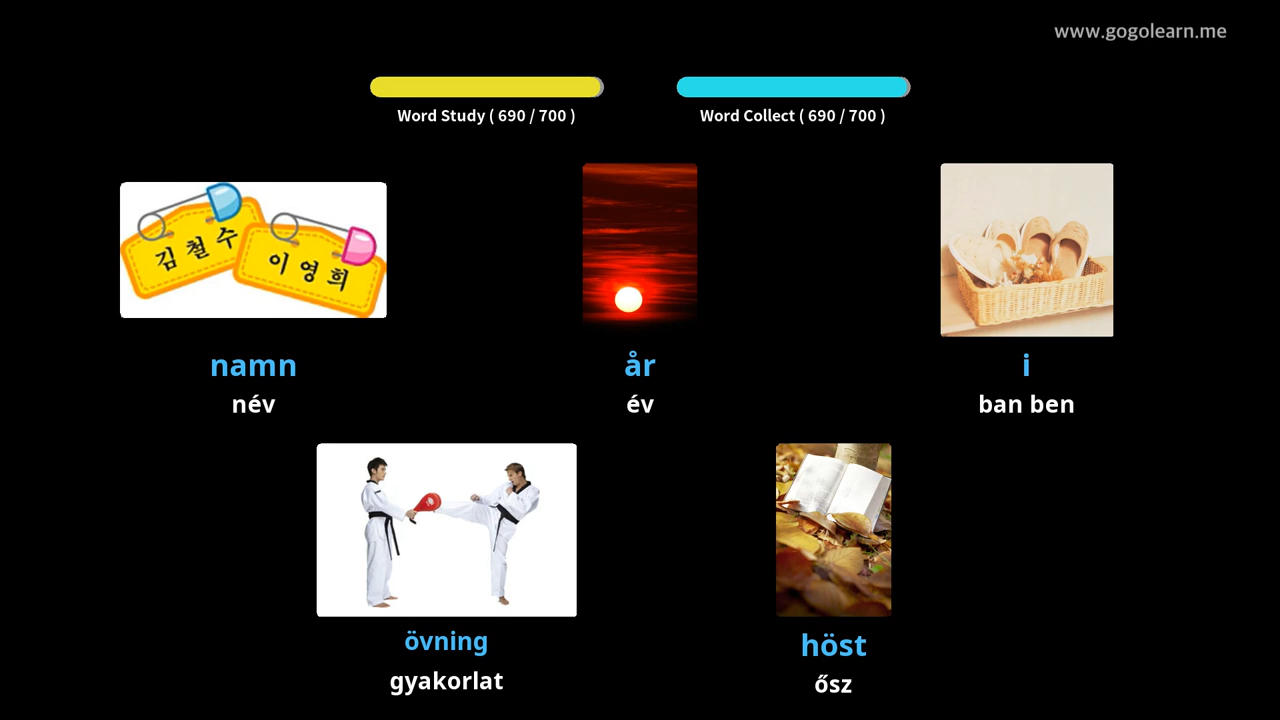 www.gogolearn.me
Word Study ( 690 / 700 )
Word Collect ( 690 / 700 )
김철수
이영희
namn
år
i
név
év
ban ben
övning
höst
gyakorlat
ősz